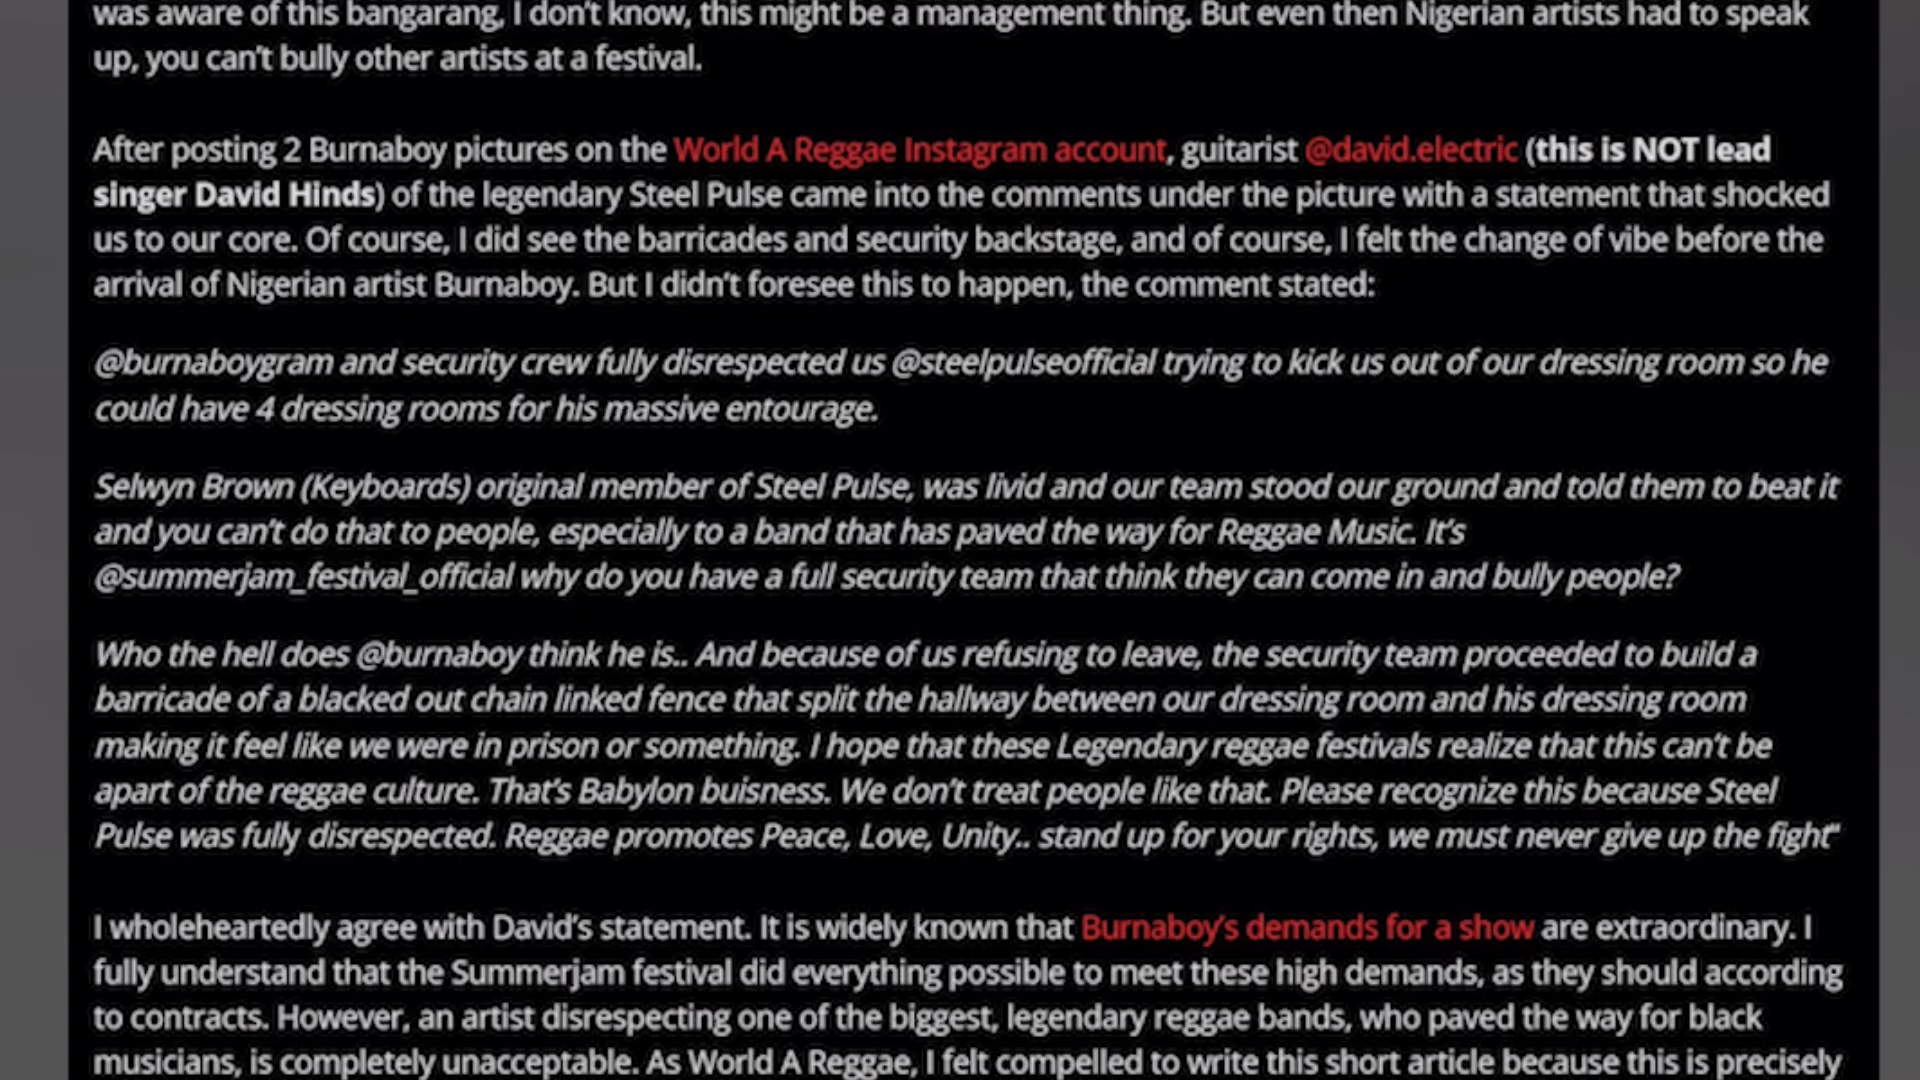 was aware of this bangarang, I don't know, this might be a management thing. But even then Nigerian artists had to speak
up, you can't bully other artists at a festival.
After posting 2 Burnaboy pictures on the World A Reggae Instagram account, guitarist @david.electric (this is NOT lead
singer David Hinds) of the legendary Steel Pulse came into the comments under the picture with a statement that shocked
us to our core. Of course, I did see the barricades and security backstage, and of course, I felt the change of vibe before the
arrival of Nigerian artist Burnaboy. But I didn't foresee this to happen, the comment stated:
@burnaboygram and security crew fully disrespected us @steelpulseofficial trying to kick us out of our dressing room so he
could have 4 dressing rooms for his massive entourage.
Selwyn Brown (Keyboards) original member of Steel Pulse, was livid and our team stood our ground and told them to beat it
and you can't do that to people, especially to a band that has paved the way for Reggae Music. It's
@summerjam_festival_official why do you have a full security team that think they can come in and bully people?
Who the hell does @burnaboy think he is.. And because of us refusing to leave, the security team proceeded to build a
barricade of a blacked out chain linked fence that split the hallway between our dressing room and his dressing room
making it feel like we were in prison or something. I hope that these Legendary reggae festivals realize that this can't be
apart of the reggae culture. That's Babylon buisness. We don't treat people like that. Please recognize this because Steel
Pulse was fully disrespected. Reggae promotes Peace, Love, Unity.. stand up for your rights, we must never give up the fight"
I wholeheartedly agree with David's statement. It is widely known that Burnaboy's demands for a show are extraordinary. I
fully understand that the Summerjam festival did everything possible to meet these high demands, as they should according
to contracts. However, an artist disrespecting one of the biggest, legendary reggae bands, who paved the way for black
musicians, is completely unacceptable. As World A Reggae, I felt compelled to write this short article because this is precisely